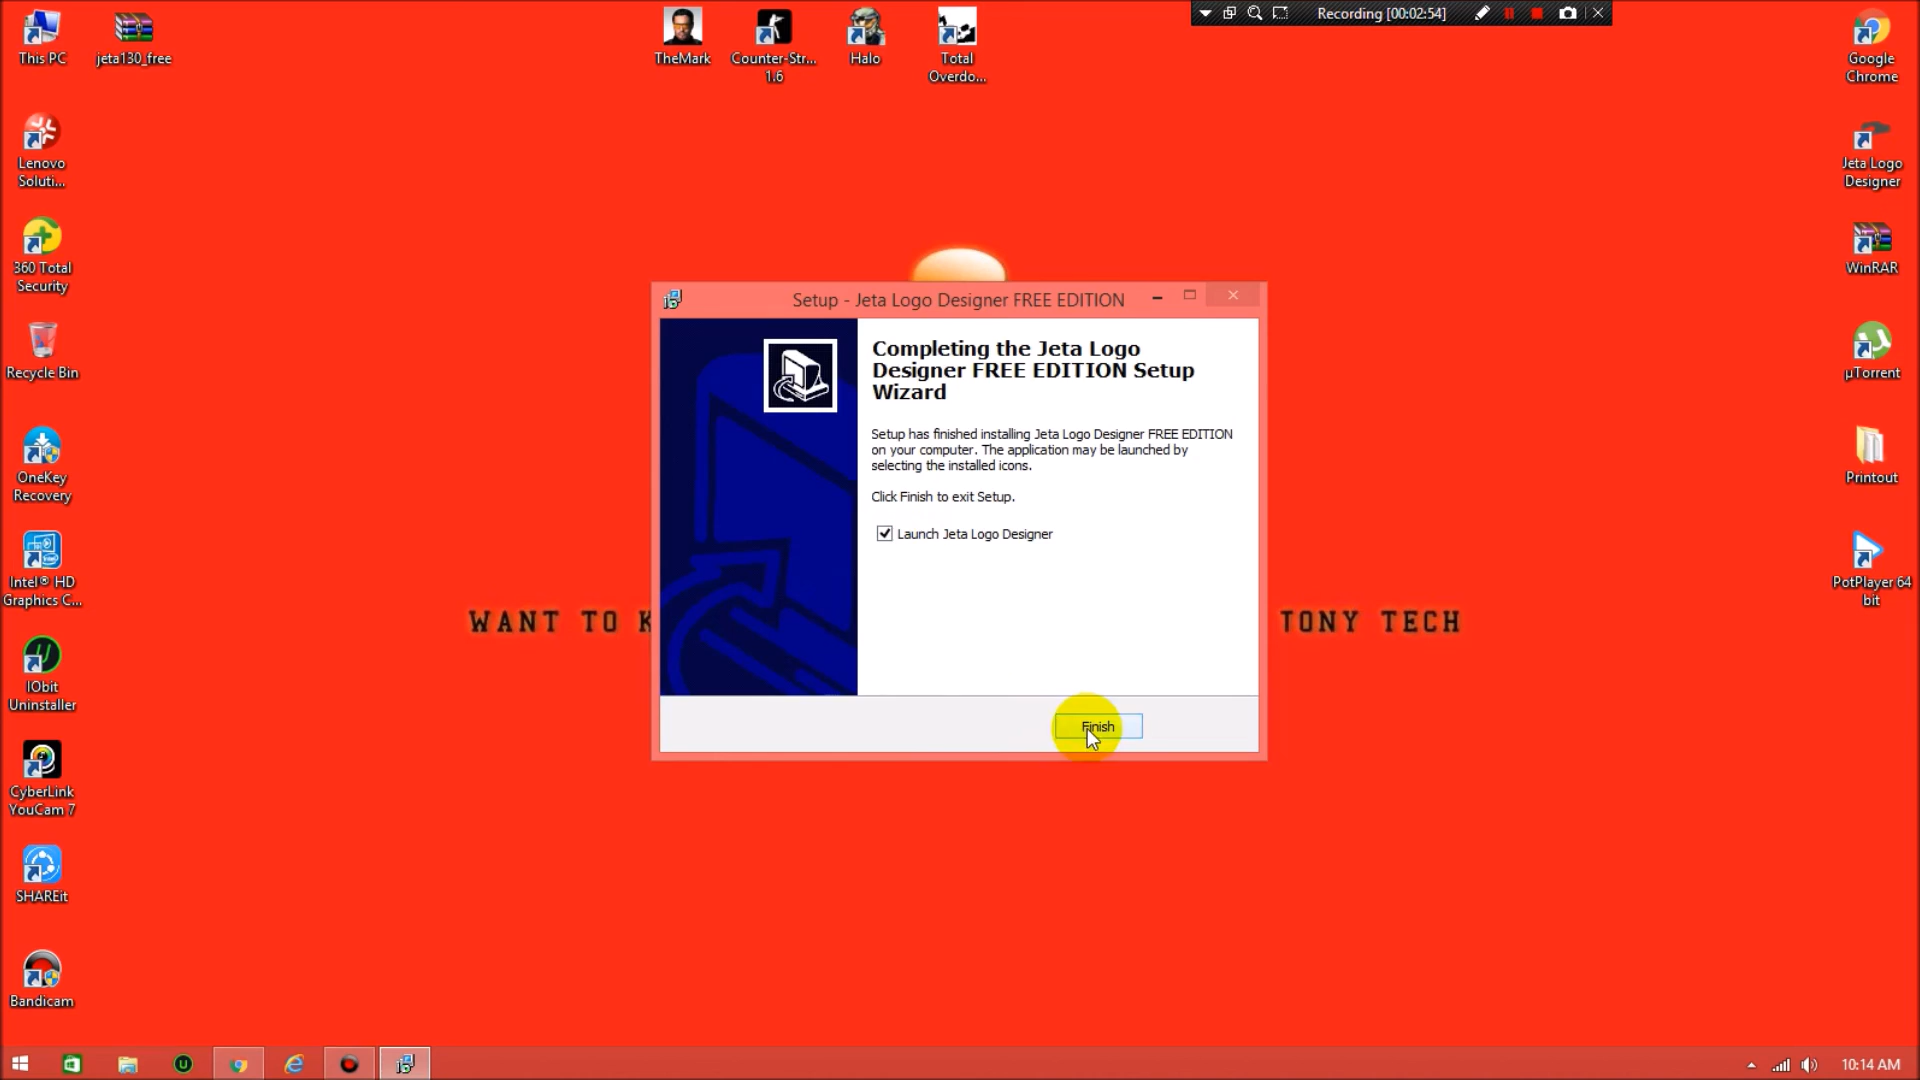 Recording [00:02:54]
This PC
jeta130_free
TheMark
Counter-Str...
1.6
Halo
Total
Overdo...
Google
Chrome
Lenovo
Soluti...
Jeta Logo
Designer
360 Total
Security
WinRAR
Recycle Bin
µTorrent
OneKey
Recovery
Printout
Intel® HD
Graphics C...
PotPlayer 64
bit
IObit
Uninstaller
CyberLink
YouCam 7
SHAREit
Bandicam
Setup - Jeta Logo Designer FREE EDITION
Completing the Jeta Logo
Designer FREE EDITION Setup
Wizard
Setup has finished installing Jeta Logo Designer FREE EDITION
on your computer. The application may be launched by
selecting the installed icons.
Click Finish to exit Setup.
Launch Jeta Logo Designer
Finish
WANT TO K TONY TECH
10:14 AM